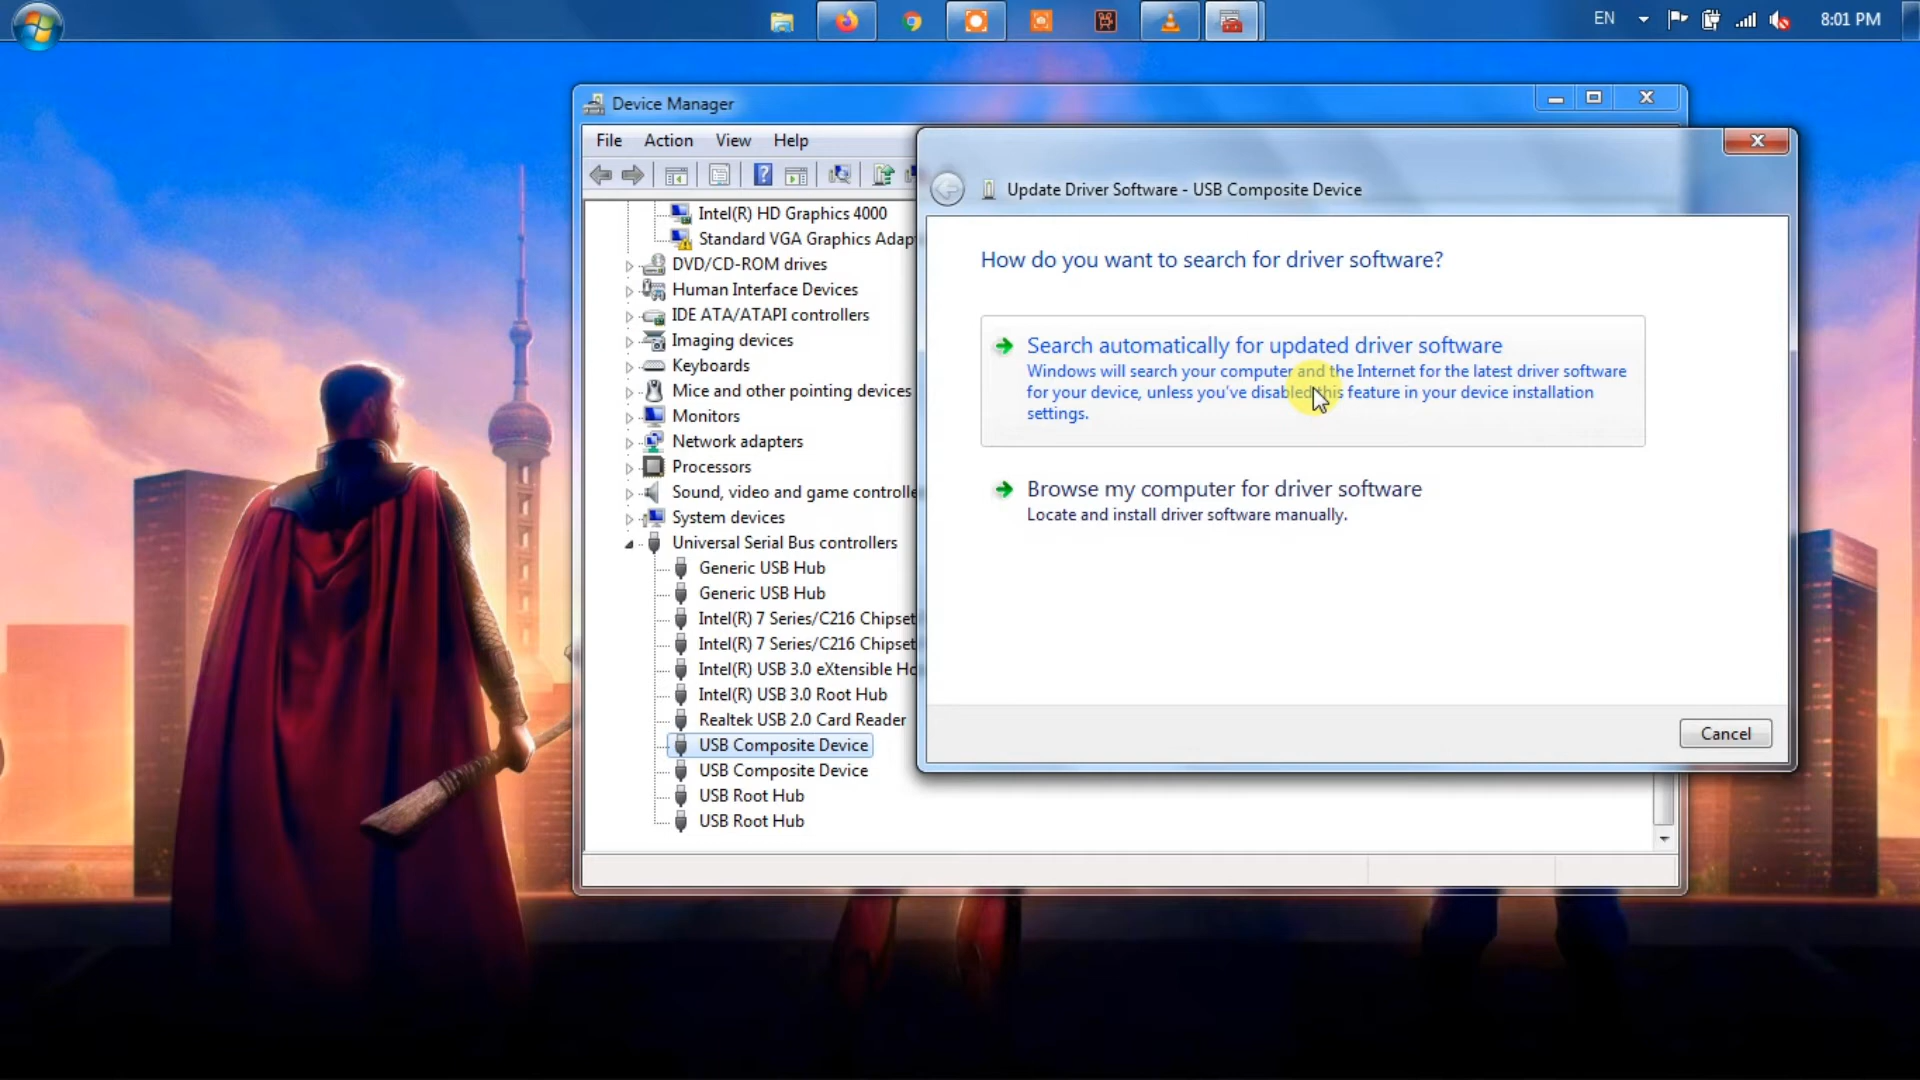 EN
8:01 PM
Device Manager
File Action View Help
Intel(R) HD Graphics 4000
Standard VGA Graphics Adap
DVD/CD-ROM drives
Human Interface Devices
IDE ATA/ATAPI controllers
Imaging devices
Keyboards
Mice and other pointing devices
Monitors
Network adapters
Processors
Sound, video and game controlle
System devices
Universal Serial Bus controllers
Generic USB Hub
Generic USB Hub
Intel(R) 7 Series/C216 Chipset
Intel(R) 7 Series/C216 Chipset
Intel(R) USB 3.0 eXtensible Ho
Intel(R) USB 3.0 Root Hub
Realtek USB 2.0 Card Reader
USB Composite Device
USB Composite Device
USB Root Hub
USB Root Hub
Update Driver Software - USB Composite Device
How do you want to search for driver software?
Search automatically for updated driver software
Windows will search your computer and the Internet for the latest driver software
for your device, unless you've disabled this feature in your device installation
settings.
Browse my computer for driver software
Locate and install driver software manually.
Cancel